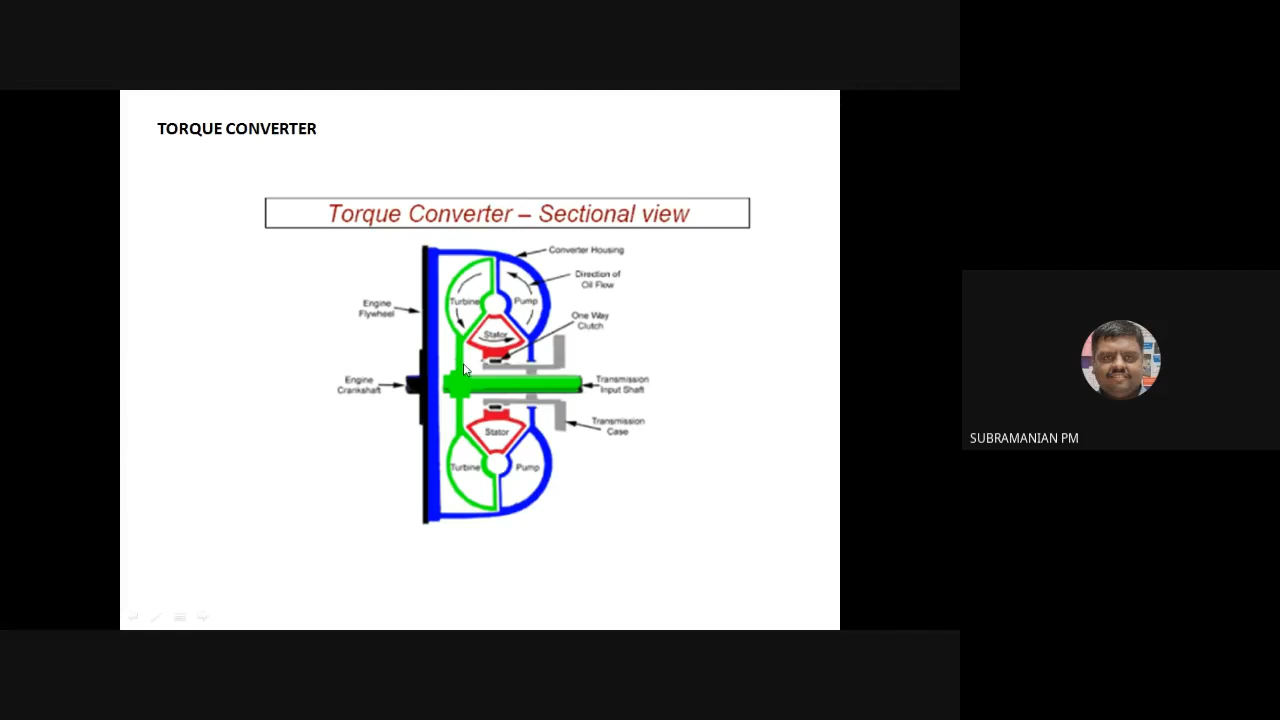 TORQUE CONVERTER
Torque Converter – Sectional view
Converter Housing
Direction of
Oil Flow
Turbine
Pump
Engine
Flywheel
One Way
Clutch
Stator
Engine
Crankshaft
Transmission
Input Shaft
Transmission
Case
Stator
Turbine
Pump
SUBRAMANIAN PM